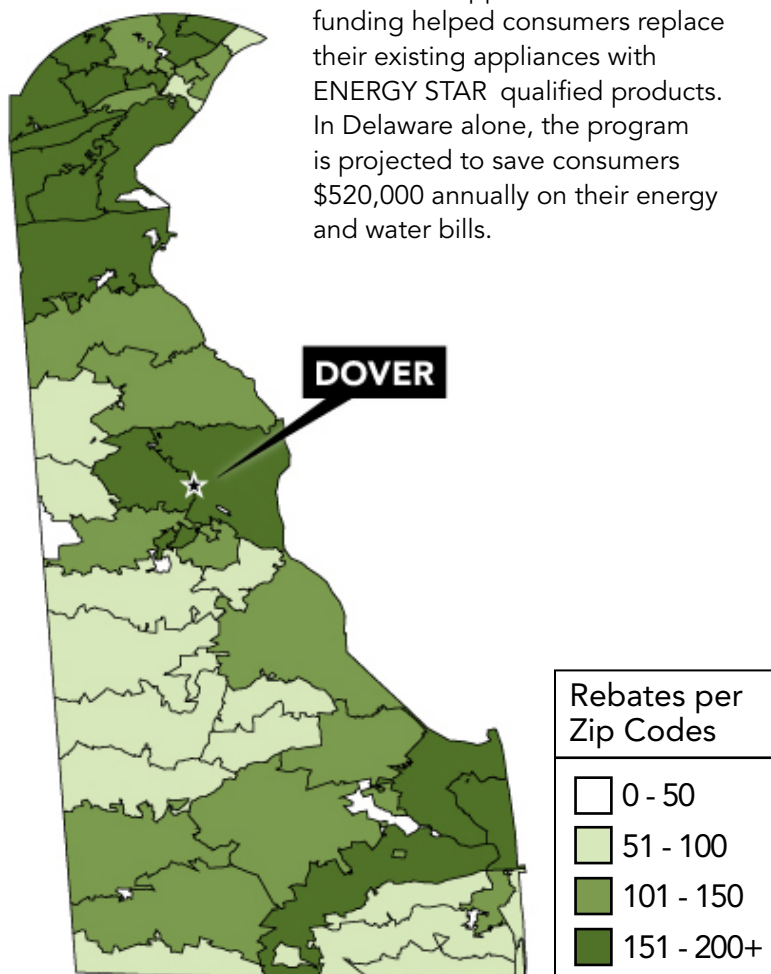 funding helped consumers replace
their existing appliances with
ENERGY STAR qualified products.
In Delaware alone, the program
is projected to save consumers
$520,000 annually on their energy
and water bills.
DOVER
Rebates per
Zip Codes
0 - 50
51 - 100
101 - 150
151 - 200+